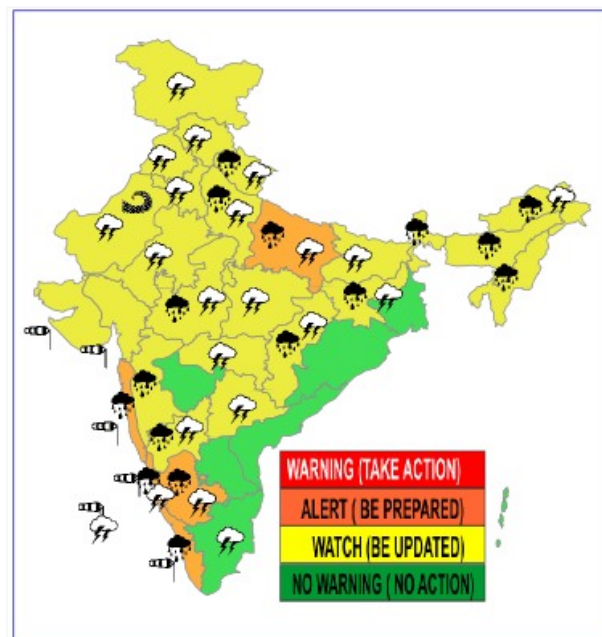 WARNING (TAKE ACTION)
ALERT ( BE PREPARED)
WATCH (BE UPDATED)
NO WARNING ( NO ACTION)